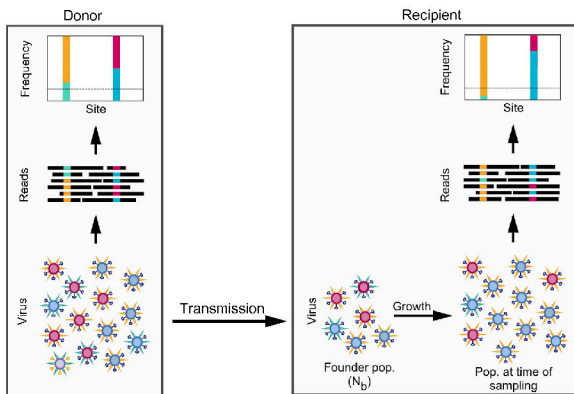 Donor
Recipient
Frequency
Site
Reads
Virus
Transmission
Frequency
Site
Reads
Virus
Growth
Founder pop.
(Nb)
Pop. at time of
sampling